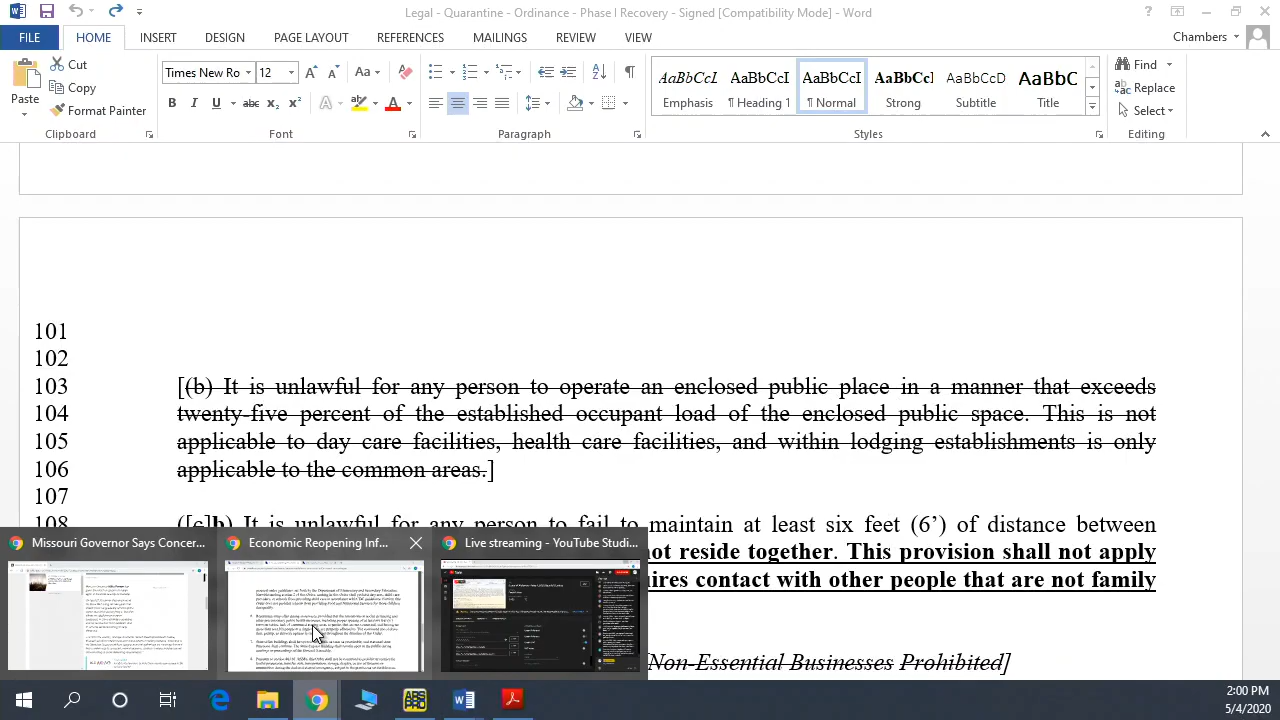 Legal - Quarantine - Ordinance - Phase I Recovery - Signed [Compatibility Mode] - Word
FILE HOME INSERT DESIGN PAGE LAYOUT REFERENCES MAILINGS REVIEW VIEW Chambers
Paste
Cut
Copy
Format Painter
Times New Ro 12
AaBbCcI AaBbCcI AaBbCcI AaBbCcI AaBbCcD AaBbC
Emphasis ¶ Heading 1 ¶ Normal Strong Subtitle Title
Find
Replace
Select
Clipboard Font Paragraph Styles Editing
101
102
103 [(b) It is unlawful for any person to operate an enclosed public place in a manner that exceeds
104 twenty-five percent of the established occupant load of the enclosed public space. This is not
105 applicable to day care facilities, health care facilities, and within lodging establishments is only
106 applicable to the common areas.]
107
108 ([c]b) It is unlawful for any person to fail to maintain at least six feet (6’) of distance between
not reside together. This provision shall not apply
ires contact with other people that are not family
Non-Essential Businesses Prohibited]
Missouri Governor Says Concer... Economic Reopening Inf... Live streaming - YouTube Studi...
2:00 PM
5/4/2020